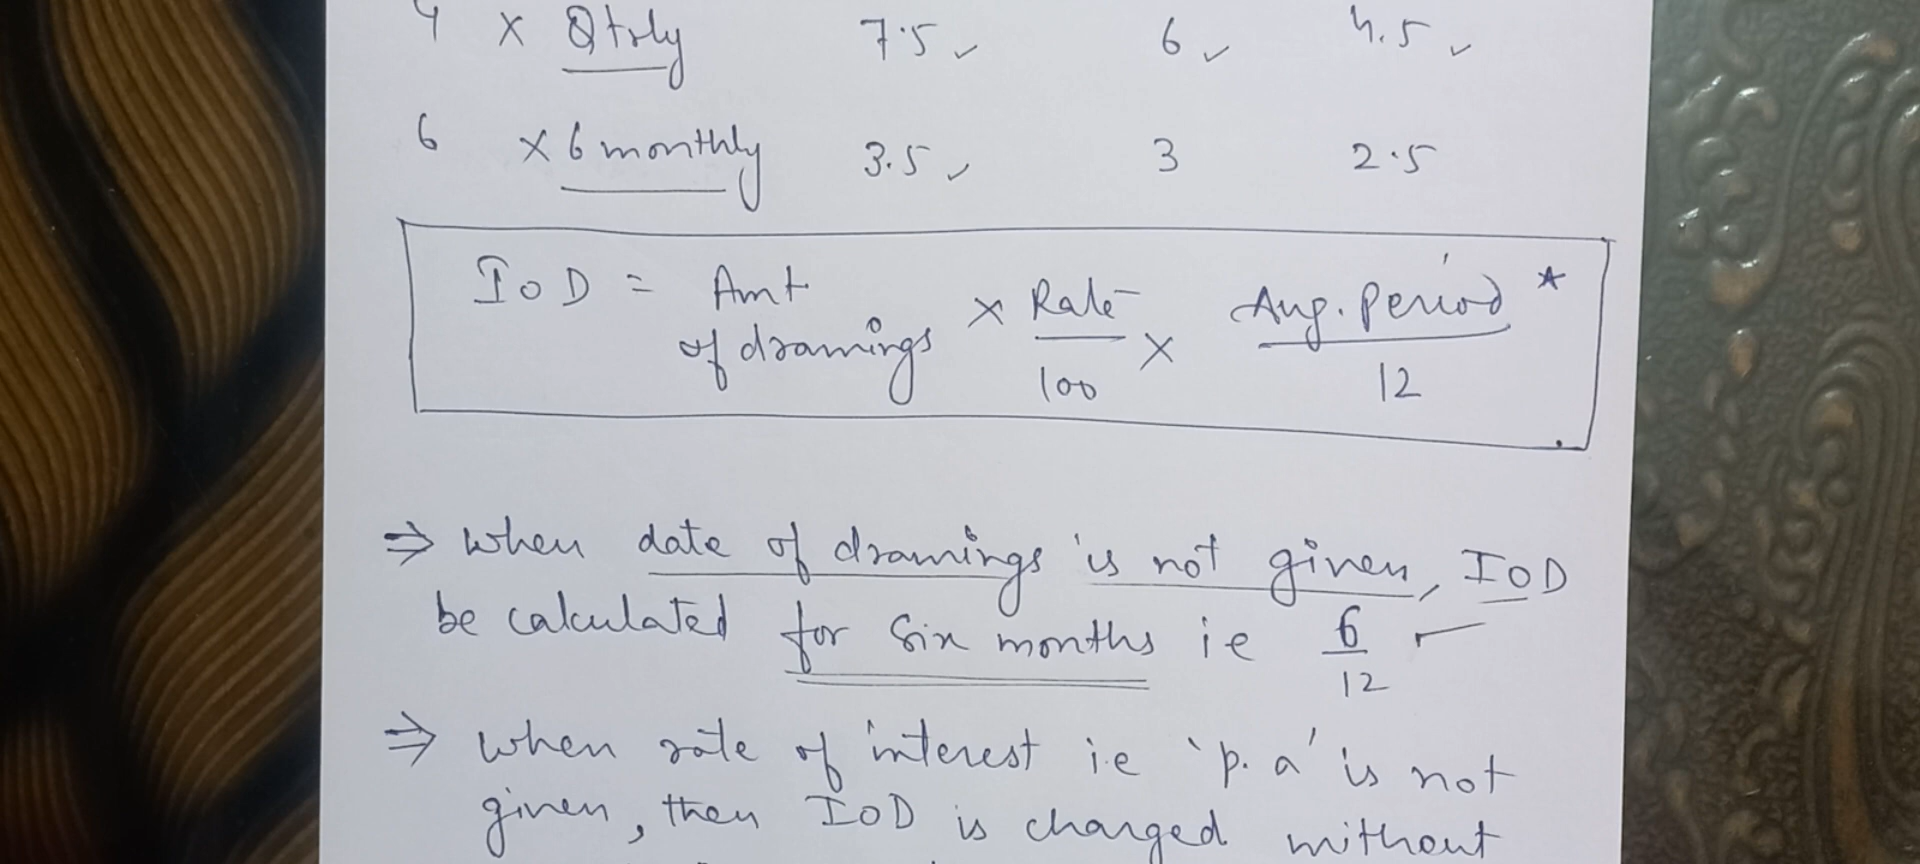 4 × Qtrly 7.5 ✓ 6 ✓ 4.5 ✓
6 × 6 monthly 3.5 ✓ 3 2.5
IOD = Amt of drawings × Rate/100 × Avg. Period/12 *
⇒ when date of drawings is not given, IOD
be calculated for six months ie 6/12 ✓
⇒ when rate of interest i.e 'p.a' is not
given, then IOD is charged without